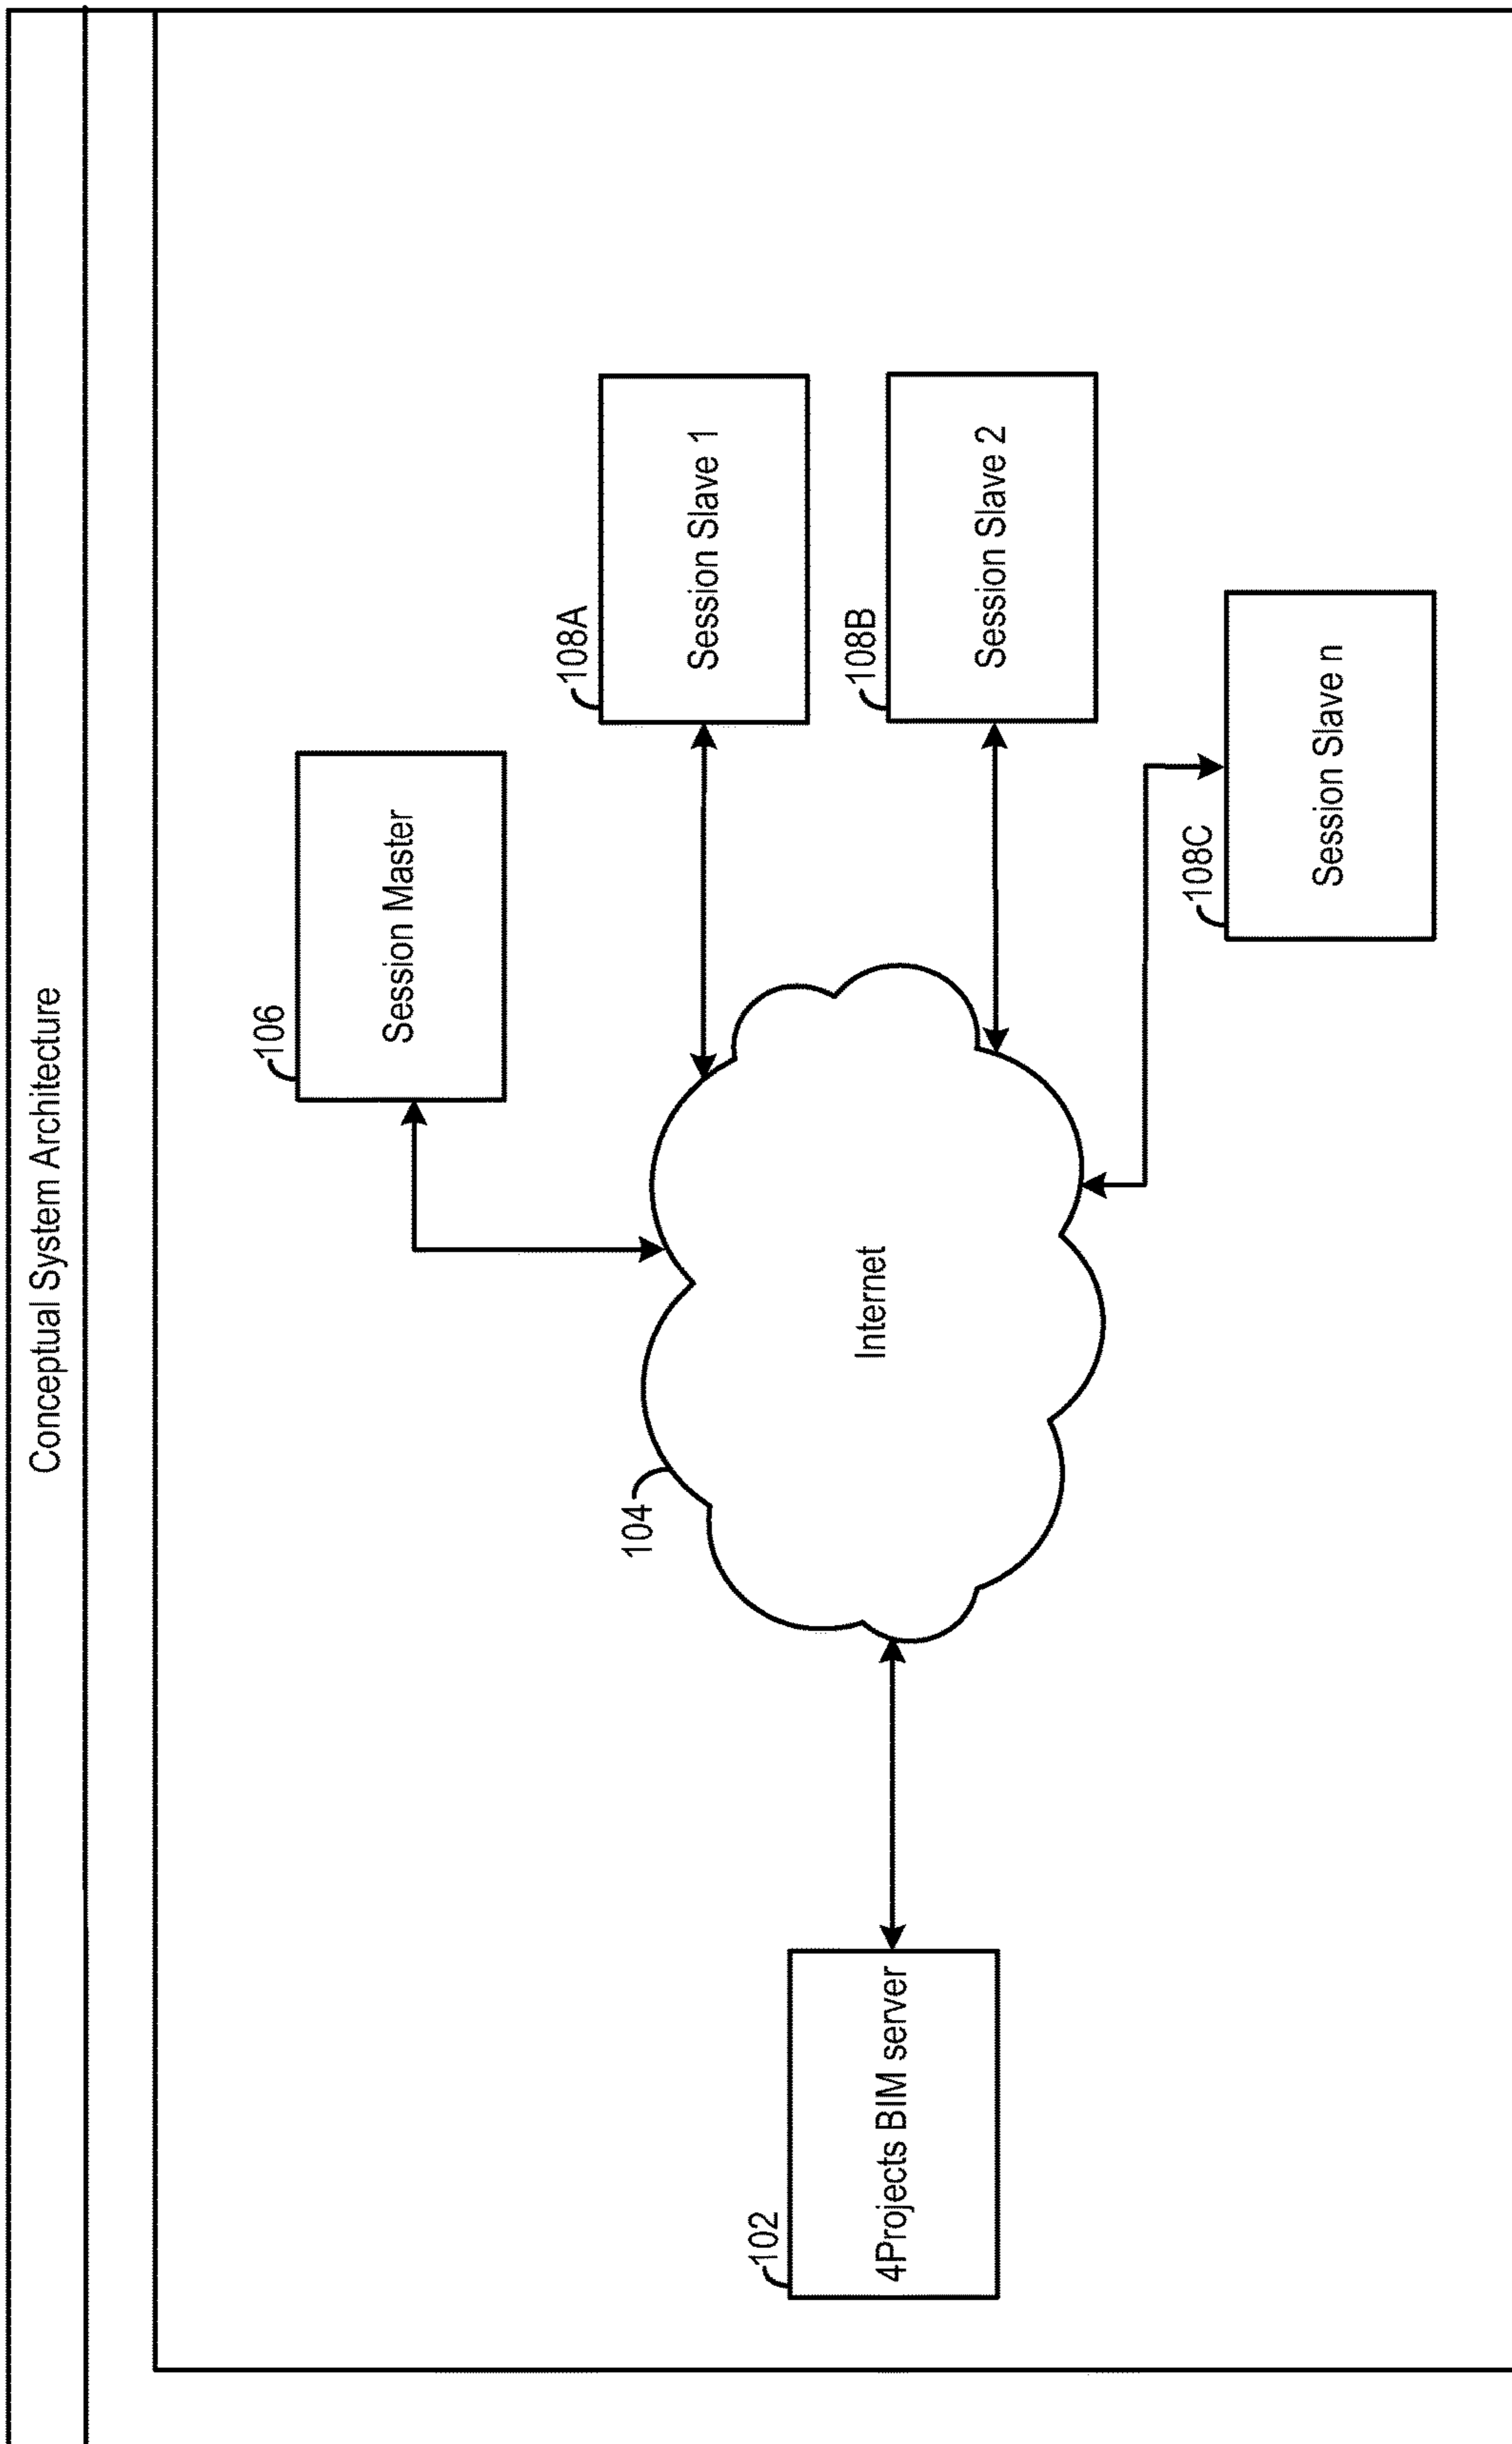 Conceptual System Architecture
106
Session Master
108A
Session Slave 1
104
Internet
102
4Projects BIM server
108B
Session Slave 2
108C
Session Slave n